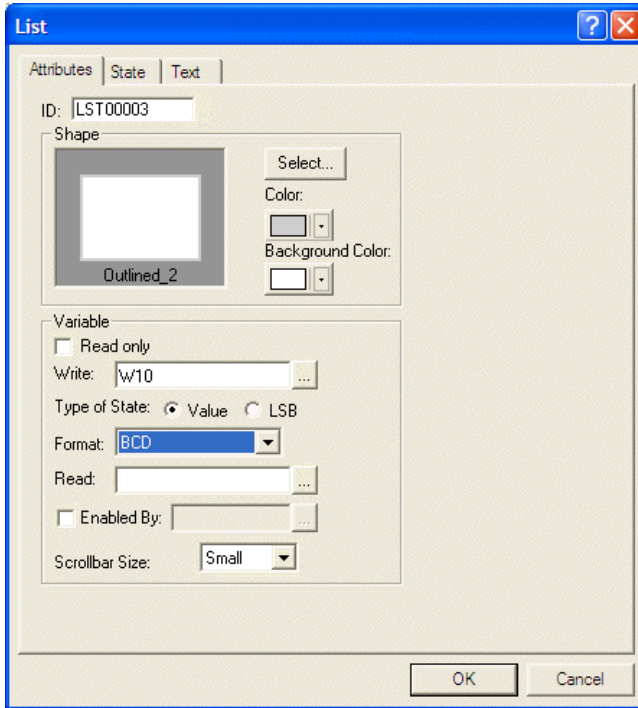 List
Attributes State Text
ID: LST00003
Shape
Select...
Color:
Background Color:
Outlined_2
Variable
Read only
Write: W10 ...
Type of State: Value LSB
Format: BCD
Read: ...
Enabled By: ...
Scrollbar Size: Small
OK Cancel